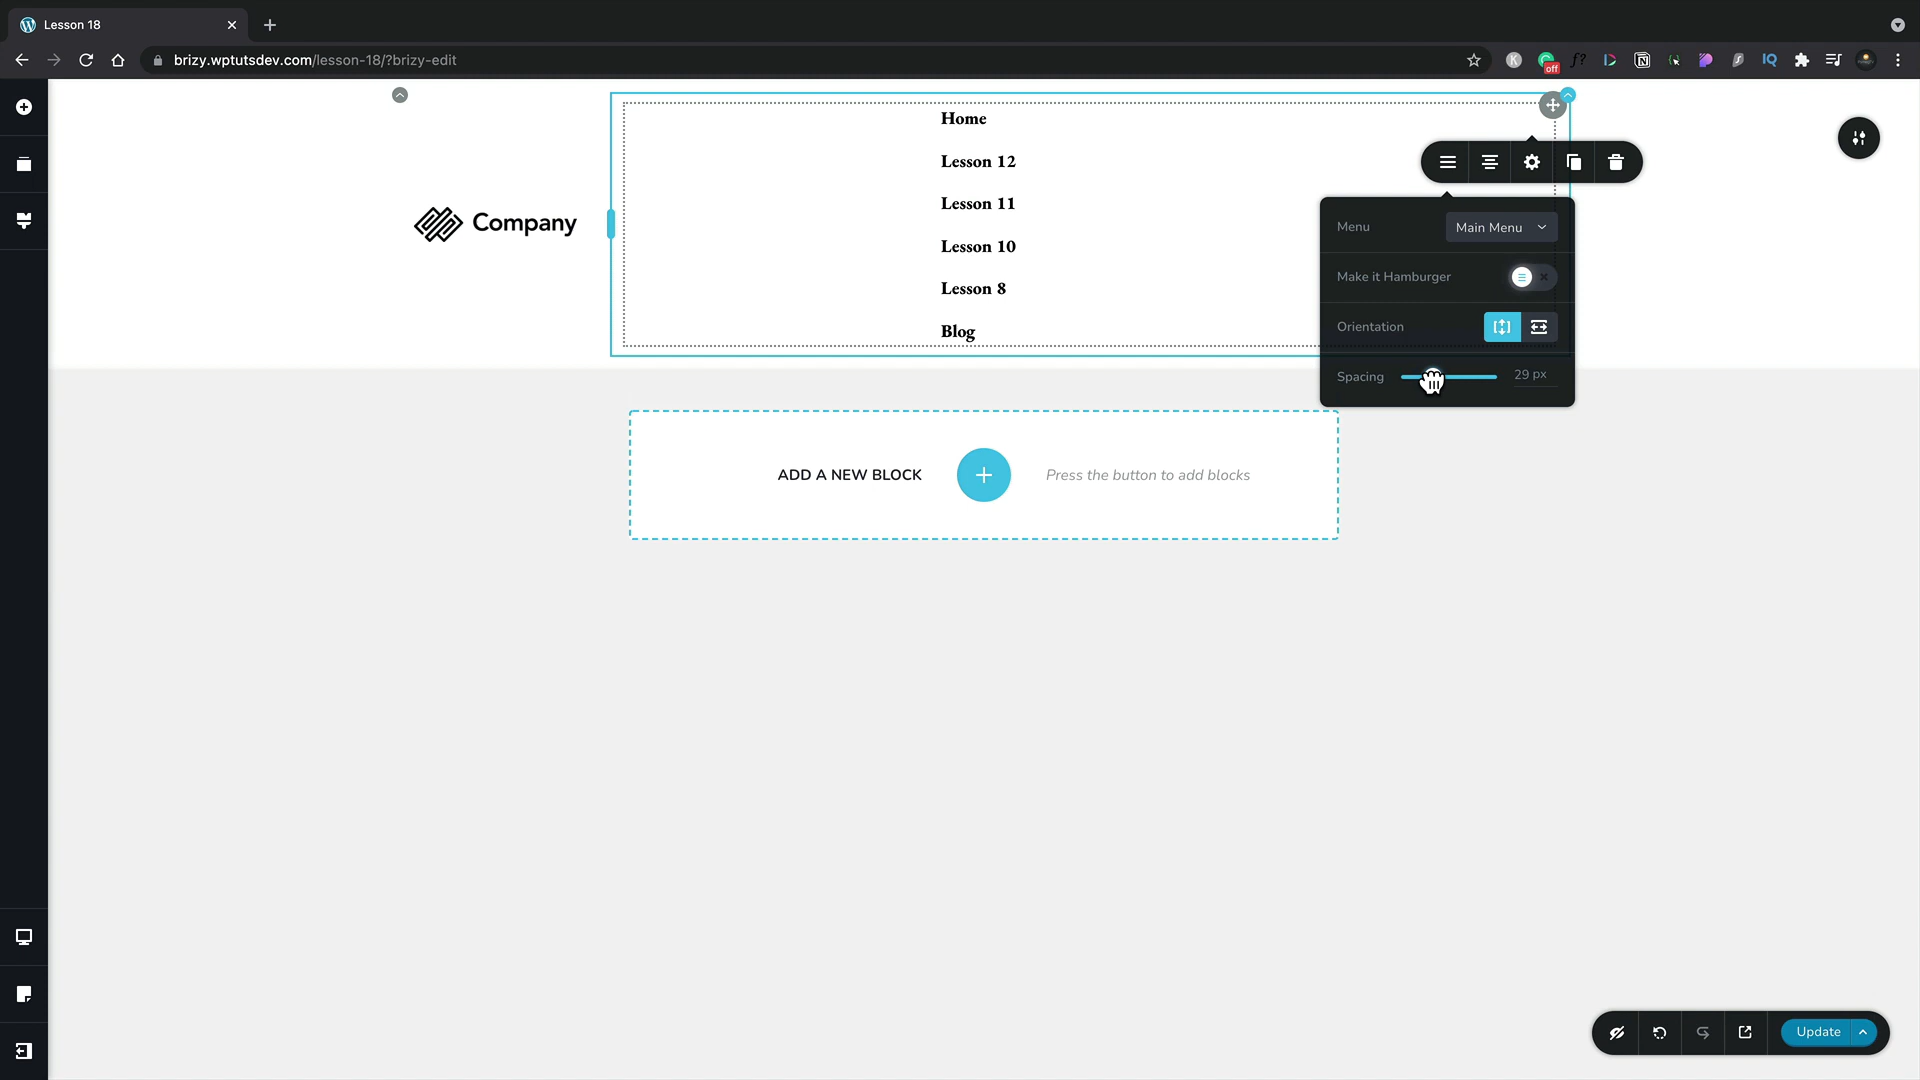 Lesson 18
brizy.wptutsdev.com/lesson-18/?brizy-edit
off
f?
IQ
K
Company
Home
Lesson 12
Lesson 11
Lesson 10
Lesson 8
Blog
Menu
Main Menu
Make it Hamburger
Orientation
Spacing
29 px
ADD A NEW BLOCK
Press the button to add blocks
Update